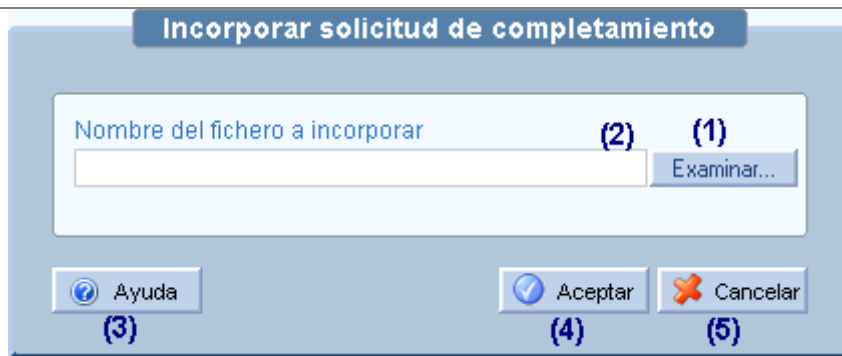 Incorporar solicitud de completamiento
Nombre del fichero a incorporar
(2)
(1)
Examinar...
Ayuda
Aceptar
Cancelar
(3)
(4)
(5)